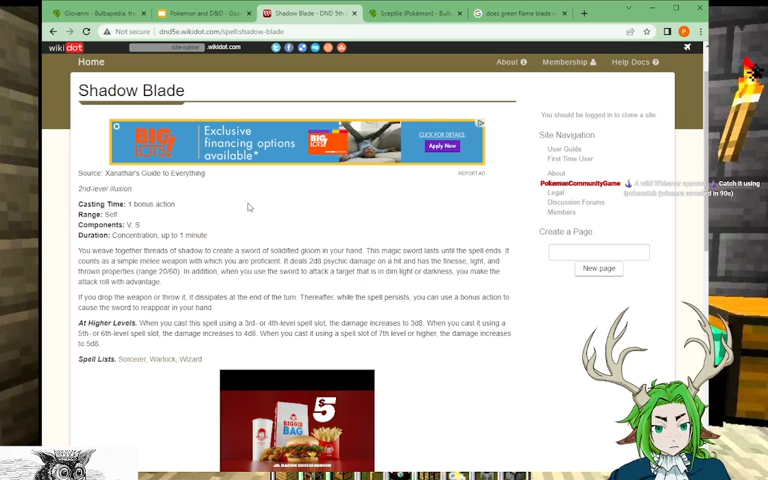 Giovanni - Bulbapedia, the
Pokemon and D&D - Goo
Shadow Blade - DND 5th
Sceptile (Pokémon) - Bulb
does green flame blade w
Not secure
dnd5e.wikidot.com/spell:shadow-blade
wikidot
site-name
.wikidot.com
Home
About
Membership
Help Docs
Shadow Blade
BIG LOTS!
Exclusive financing options available*
CLICK FOR DETAILS.
Apply Now
Source: Xanathar's Guide to Everything
REPORT AD
2nd-level illusion
Casting Time: 1 bonus action
Range: Self
Components: V, S
Duration: Concentration, up to 1 minute
You weave together threads of shadow to create a sword of solidified gloom in your hand. This magic sword lasts until the spell ends. It
counts as a simple melee weapon with which you are proficient. It deals 2d8 psychic damage on a hit and has the finesse, light, and
thrown properties (range 20/60). In addition, when you use the sword to attack a target that is in dim light or darkness, you make the
attack roll with advantage.
If you drop the weapon or throw it, it dissipates at the end of the turn. Thereafter, while the spell persists, you can use a bonus action to
cause the sword to reappear in your hand.
At Higher Levels. When you cast this spell using a 3rd- or 4th-level spell slot, the damage increases to 3d8. When you cast it using a
5th- or 6th-level spell slot, the damage increases to 4d8. When you cast it using a spell slot of 7th level or higher, the damage increases
to 5d8.
Spell Lists. Sorcerer, Warlock, Wizard
$5
BIGGIE BAG
JR. BACON CHEESEBURGER
You should be logged in to clone a site.
Site Navigation
User Guide
First Time User
About
PokemonCommunityGame
A wild
appears
Catch it using
Legal
Discussion Forums
Members
Create a Page
New page